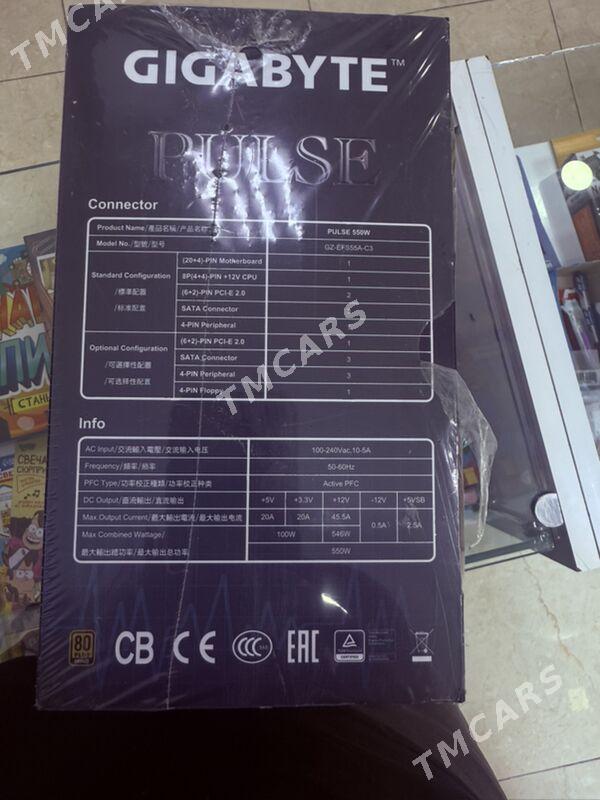 TMCARS
GIGABYTE™
PULSE
Connector
Product Name/產品名稱/产品名称 PULSE 550W
Model No./型號/型号 GZ-EFS55A-C3
Standard Configuration
/標準配置
/标准配置
(20+4)-PIN Motherboard 1
8P(4+4)-PIN +12V CPU 1
(6+2)-PIN PCI-E 2.0 2
SATA Connector
4-PIN Peripheral
Optional Configuration
/可選擇性配置
/可选择性配置
(6+2)-PIN PCI-E 2.0 1
SATA Connector 3
4-PIN Peripheral 3
4-PIN Floppy 1
TMCARS
Info
AC Input/交流輸入電壓/交流输入电压 100-240Vac,10-5A
Frequency/頻率/频率 50-60Hz
PFC Type/功率校正種類/功率校正种类 Active PFC
DC Output/直流輸出/直流输出 +5V +3.3V +12V -12V +5VSB
Max.Output Current/最大輸出電流/最大输出电流 20A 20A 45.5A 0.5A 2.5A
Max Combined Wattage/ 100W 546W
最大輸出總功率/最大输出总功率 550W
80 PLUS
CB CE CCC EAC
СТАН
СВЕЧА
TMCARS